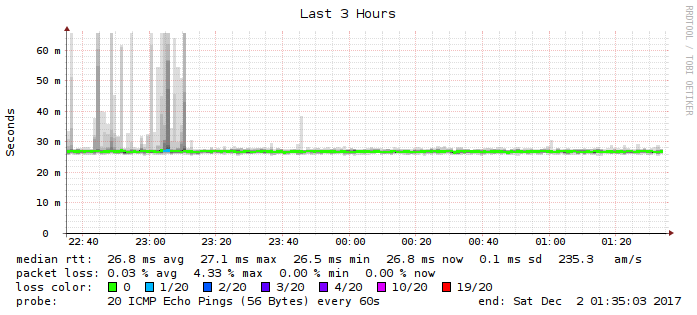 Last 3 Hours
RRDTOOL / TOBI OETIKER
Seconds
60 m
50 m
40 m
30 m
20 m
10 m
0
22:40 23:00 23:20 23:40 00:00 00:20 00:40 01:00 01:20
median rtt: 26.8 ms avg 27.1 ms max 26.5 ms min 26.8 ms now 0.1 ms sd 235.3 am/s
packet loss: 0.03 % avg 4.33 % max 0.00 % min 0.00 % now
loss color: 0 1/20 2/20 3/20 4/20 10/20 19/20
probe: 20 ICMP Echo Pings (56 Bytes) every 60s end: Sat Dec 2 01:35:03 2017